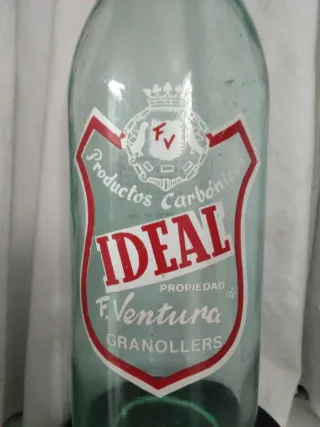 FV
Productos Carbónicos
IDEAL
PROPIEDAD de
F. Ventura
GRANOLLERS